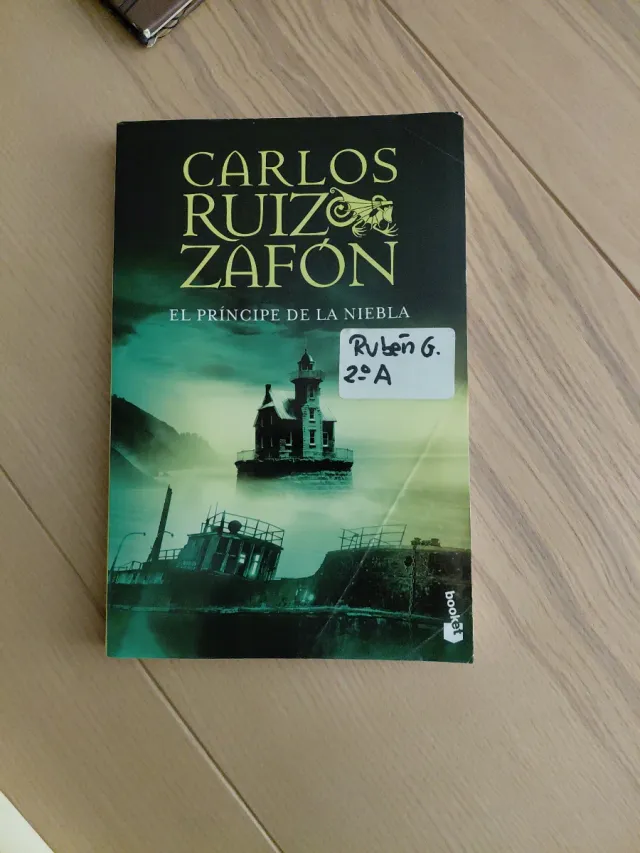 CARLOS
RUIZ
ZAFÓN
EL PRÍNCIPE DE LA NIEBLA
Rubén G.
2º A
booket